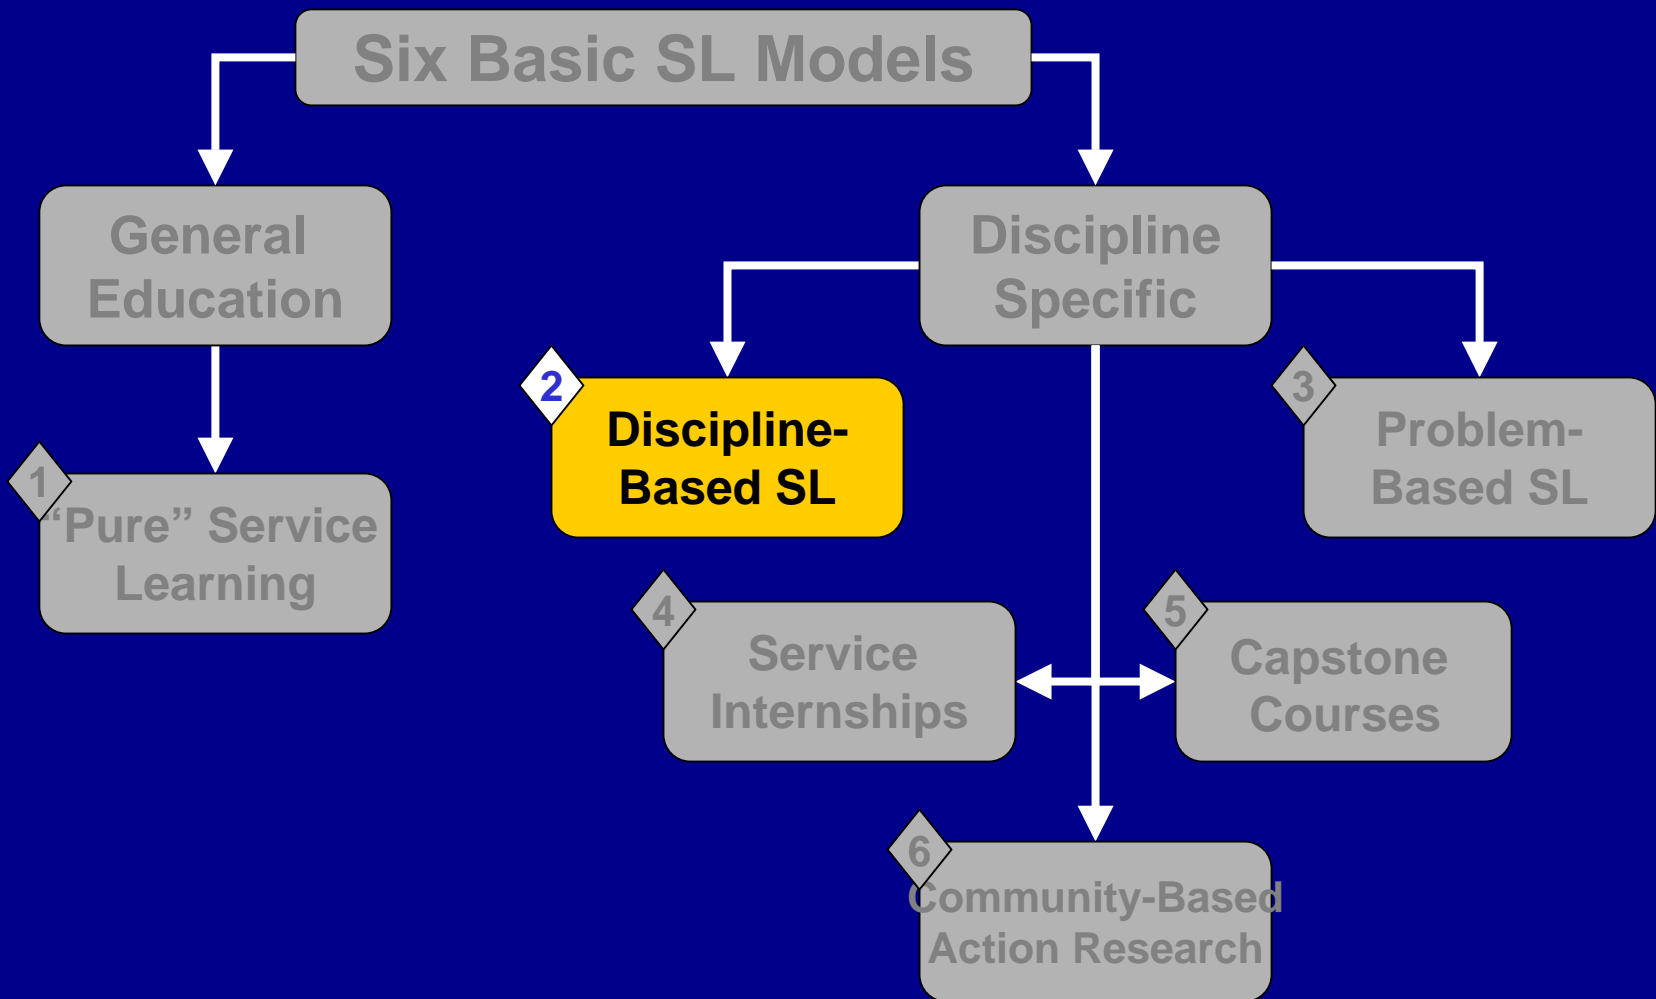 Six Basic SL Models
General
Education
Discipline
Specific
1
“Pure” Service
Learning
2
Discipline-
Based SL
3
Problem-
Based SL
4
Service
Internships
5
Capstone
Courses
6
Community-Based
Action Research